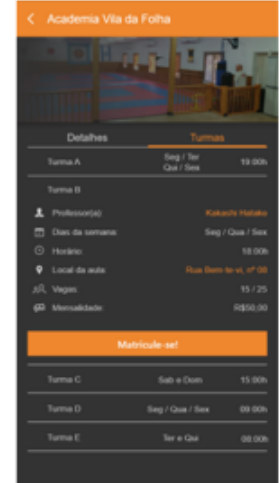 Academia Vila da Folha
Detalhes Turmas
Turma A Seg / Ter 19:00h
Qui / Sex
Turma B
Professor(a): Kakashi Hatake
Dias da semana: Seg / Qua / Sex
Horário: 18:00h
Local da aula: Rua Bem-te-vi, nº 08
Vagas: 15 / 25
Mensalidade: R$50,00
Matricule-se!
Turma C Sab e Dom 15:00h
Turma D Seg / Qua / Sex 09:00h
Turma E Ter e Qui 08:00h